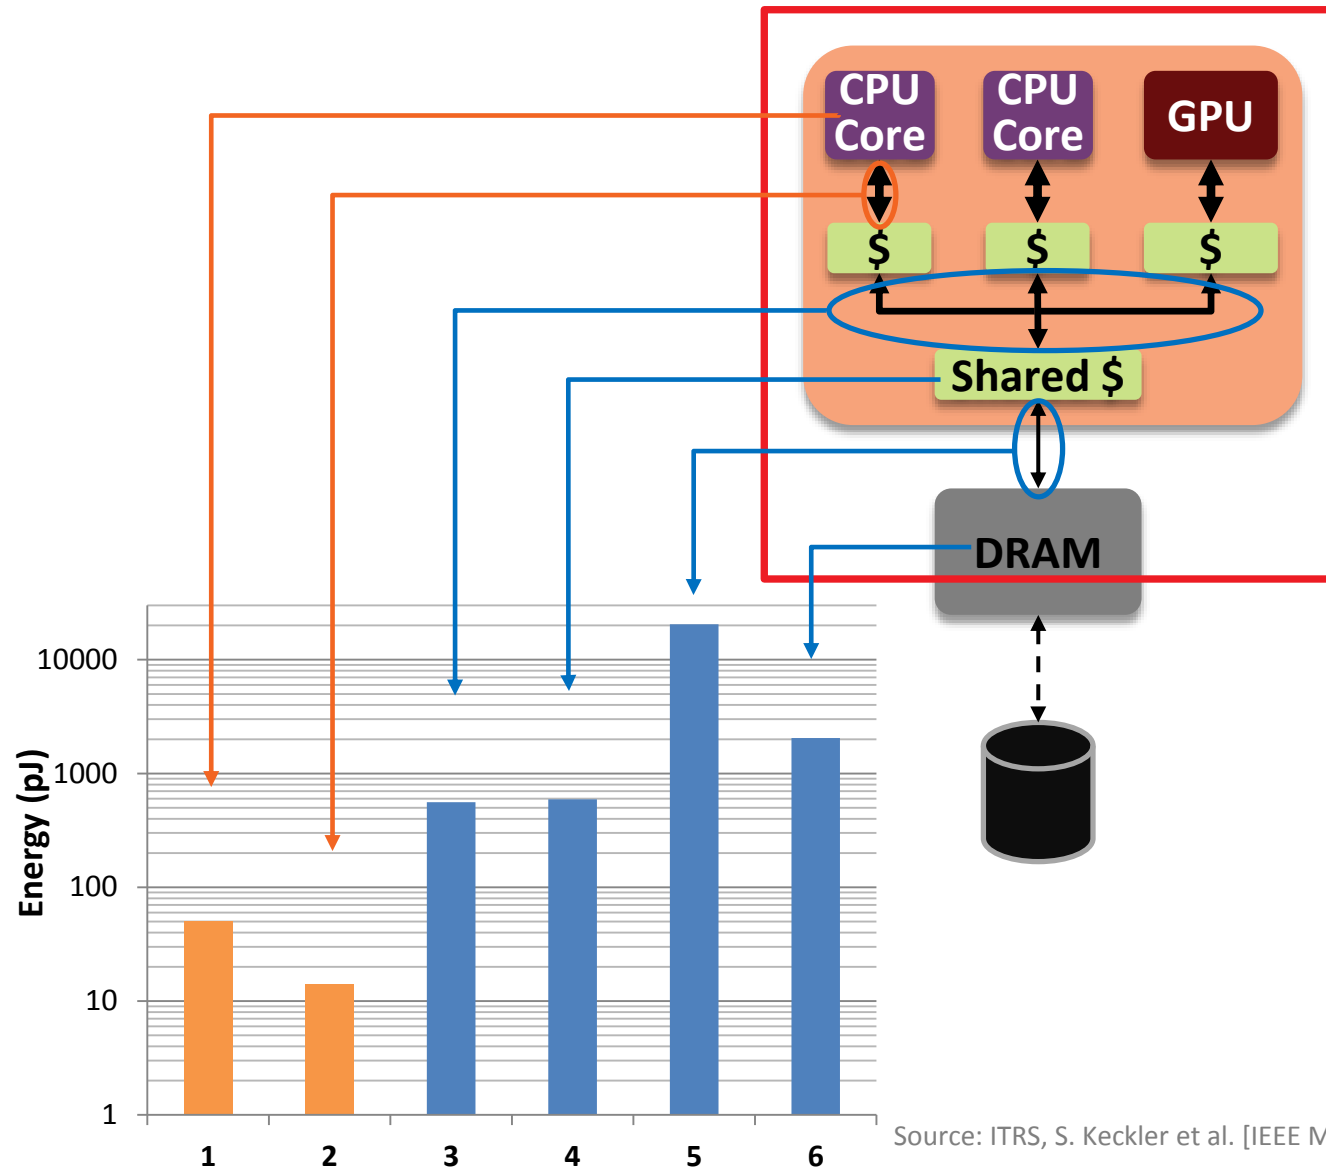 CPU
Core
CPU
Core
GPU
$
$
$
Shared $
DRAM
Energy (pJ)
10000
1000
100
10
1
1
2
3
4
5
6
Source: ITRS, S. Keckler et al. [IEEE M